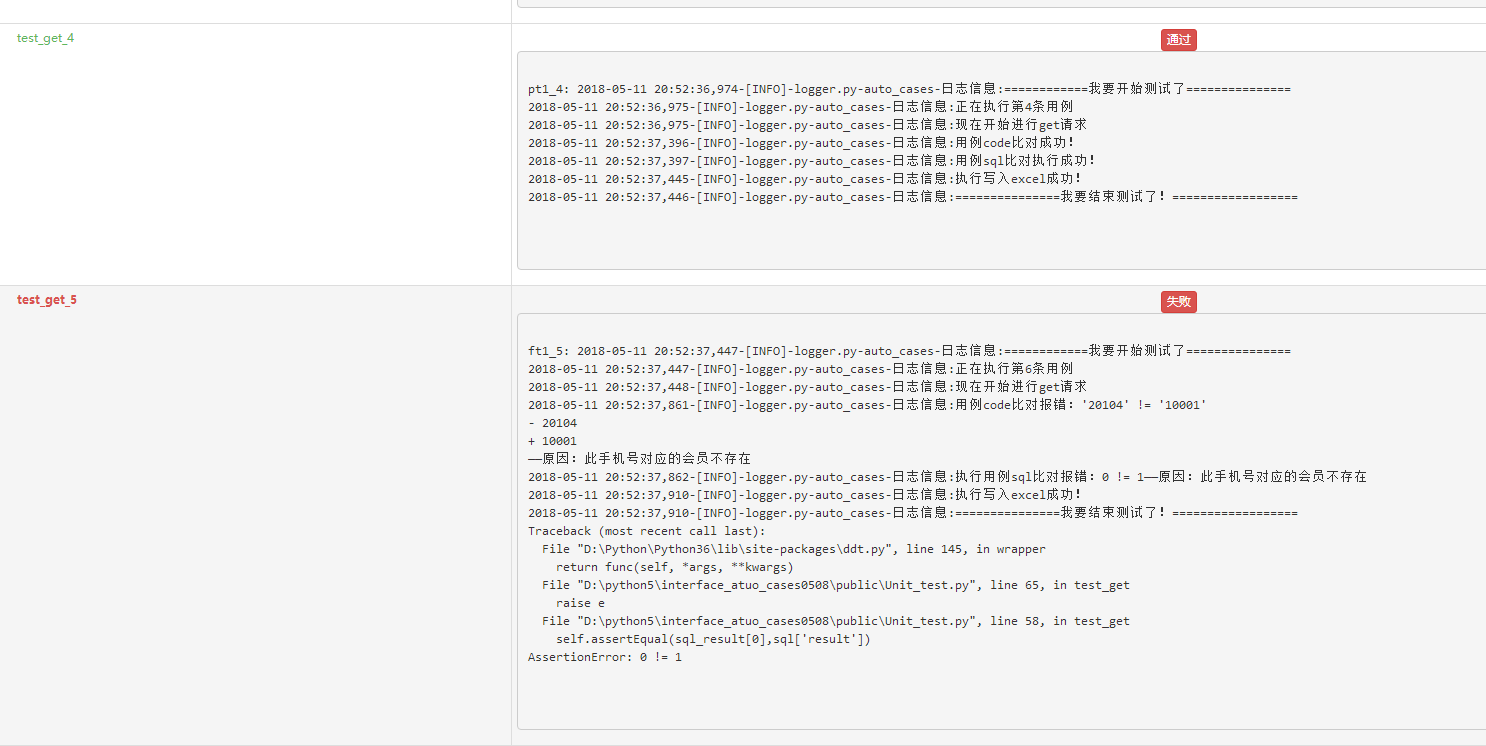 test_get_4
通过
pt1_4: 2018-05-11 20:52:36,974-[INFO]-logger.py-auto_cases-日志信息:============我要开始测试了===============
2018-05-11 20:52:36,975-[INFO]-logger.py-auto_cases-日志信息:正在执行第4条用例
2018-05-11 20:52:36,975-[INFO]-logger.py-auto_cases-日志信息:现在开始进行get请求
2018-05-11 20:52:37,396-[INFO]-logger.py-auto_cases-日志信息:用例code比对成功!
2018-05-11 20:52:37,397-[INFO]-logger.py-auto_cases-日志信息:用例sql比对执行成功!
2018-05-11 20:52:37,445-[INFO]-logger.py-auto_cases-日志信息:执行写入excel成功!
2018-05-11 20:52:37,446-[INFO]-logger.py-auto_cases-日志信息:===============我要结束测试了! ==================
test_get_5
失败
ft1_5: 2018-05-11 20:52:37,447-[INFO]-logger.py-auto_cases-日志信息:============我要开始测试了===============
2018-05-11 20:52:37,447-[INFO]-logger.py-auto_cases-日志信息:正在执行第6条用例
2018-05-11 20:52:37,448-[INFO]-logger.py-auto_cases-日志信息:现在开始进行get请求
2018-05-11 20:52:37,861-[INFO]-logger.py-auto_cases-日志信息:用例code比对报错: '20104' != '10001'
- 20104
+ 10001
——原因: 此手机号对应的会员不存在
2018-05-11 20:52:37,862-[INFO]-logger.py-auto_cases-日志信息:执行用例sql比对报错: 0 != 1——原因: 此手机号对应的会员不存在
2018-05-11 20:52:37,910-[INFO]-logger.py-auto_cases-日志信息:执行写入excel成功!
2018-05-11 20:52:37,910-[INFO]-logger.py-auto_cases-日志信息:===============我要结束测试了! ==================
Traceback (most recent call last):
  File "D:\Python\Python36\lib\site-packages\ddt.py", line 145, in wrapper
    return func(self, *args, **kwargs)
  File "D:\python5\interface_atuo_cases0508\public\Unit_test.py", line 65, in test_get
    raise e
  File "D:\python5\interface_atuo_cases0508\public\Unit_test.py", line 58, in test_get
    self.assertEqual(sql_result[0],sql['result'])
AssertionError: 0 != 1